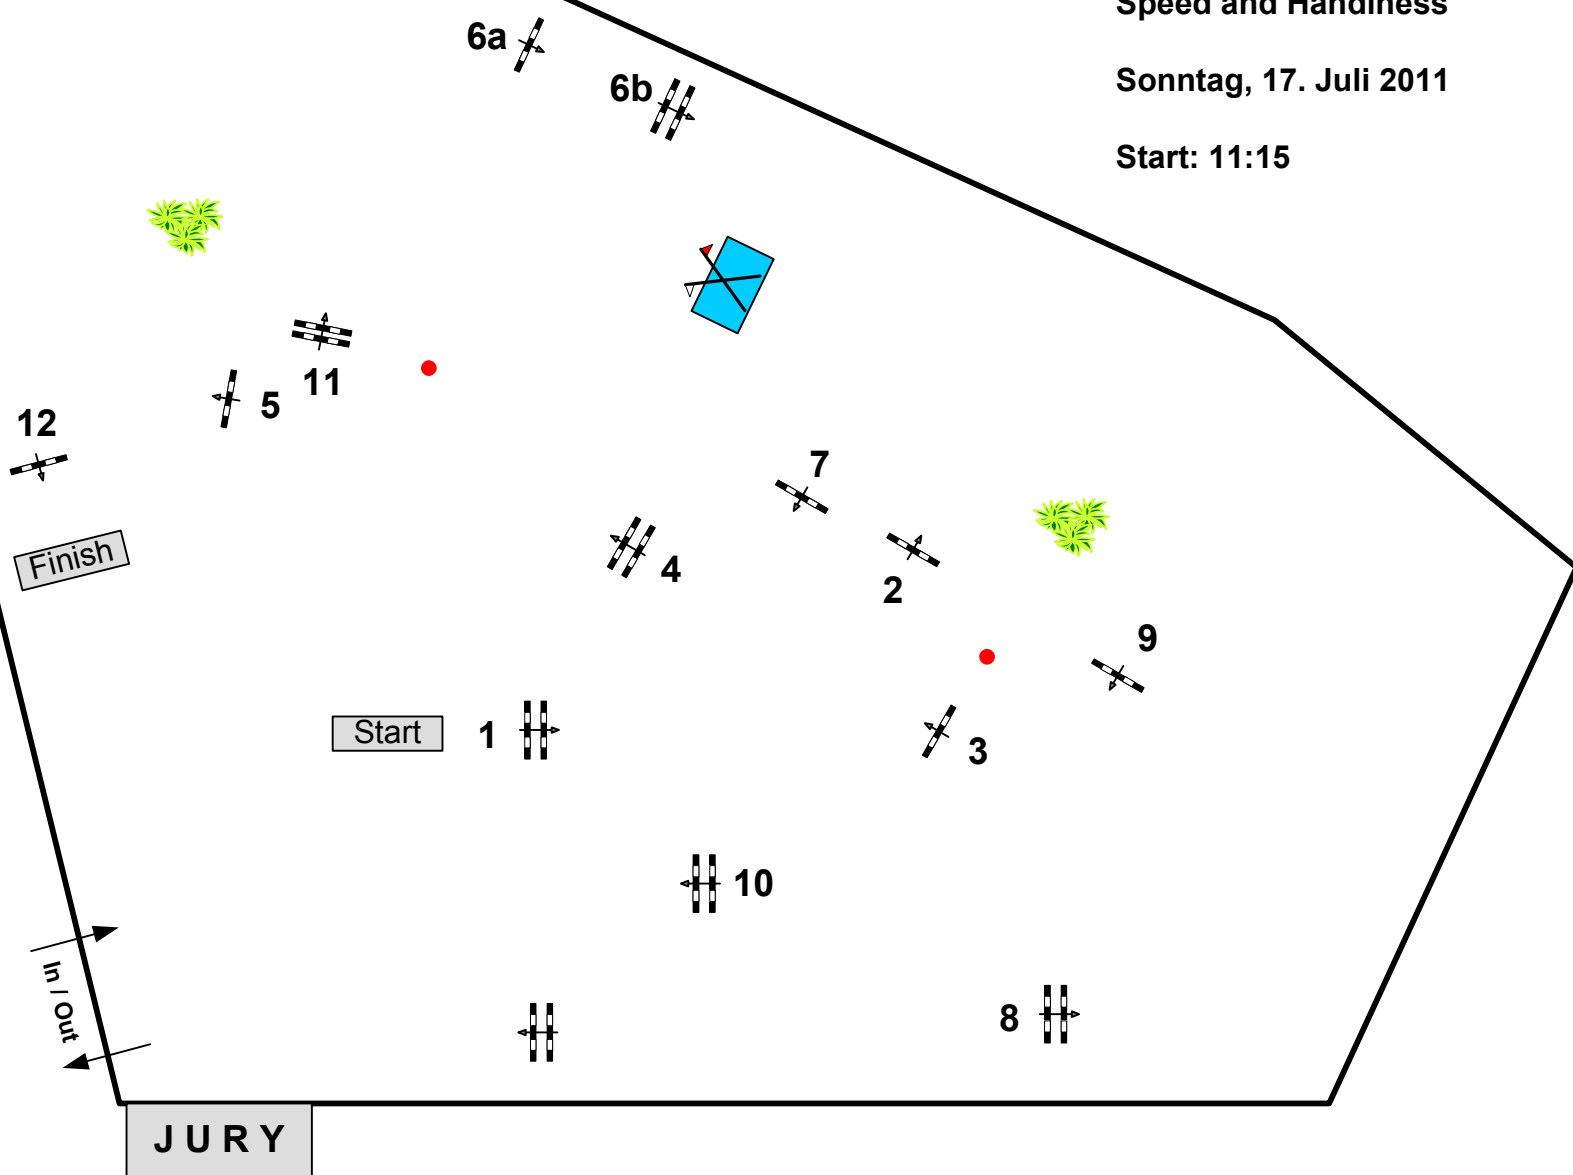 Speed and Handiness
Sonntag, 17. Juli 2011
Start: 11:15
6a
6b
11
5
12
7
4
2
Finish
9
Start
1
3
10
In / Out
8
JURY